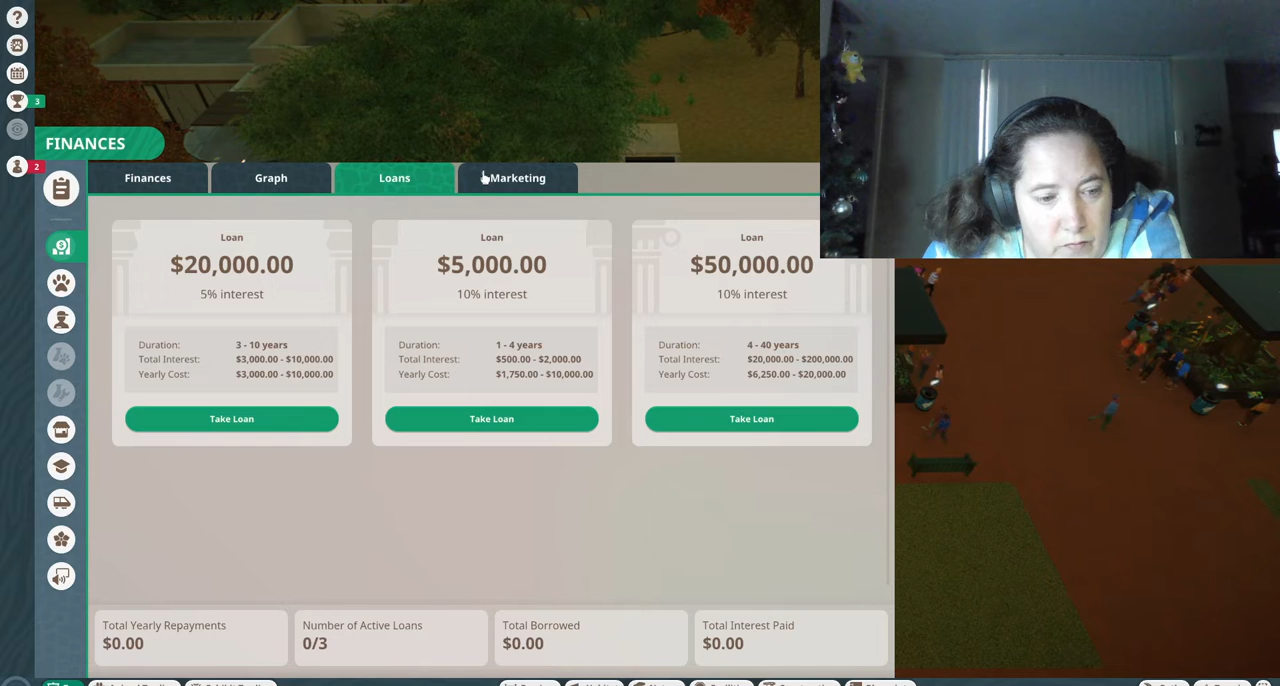 3
FINANCES
2
Finances
Graph
Loans
Marketing
Loan
$20,000.00
5% interest
Duration: 3 - 10 years
Total Interest: $3,000.00 - $10,000.00
Yearly Cost: $3,000.00 - $10,000.00
Take Loan
Loan
$5,000.00
10% interest
Duration: 1 - 4 years
Total Interest: $500.00 - $2,000.00
Yearly Cost: $1,750.00 - $10,000.00
Take Loan
Loan
$50,000.00
10% interest
Duration: 4 - 40 years
Total Interest: $20,000.00 - $200,000.00
Yearly Cost: $6,250.00 - $20,000.00
Take Loan
Total Yearly Repayments
$0.00
Number of Active Loans
0/3
Total Borrowed
$0.00
Total Interest Paid
$0.00